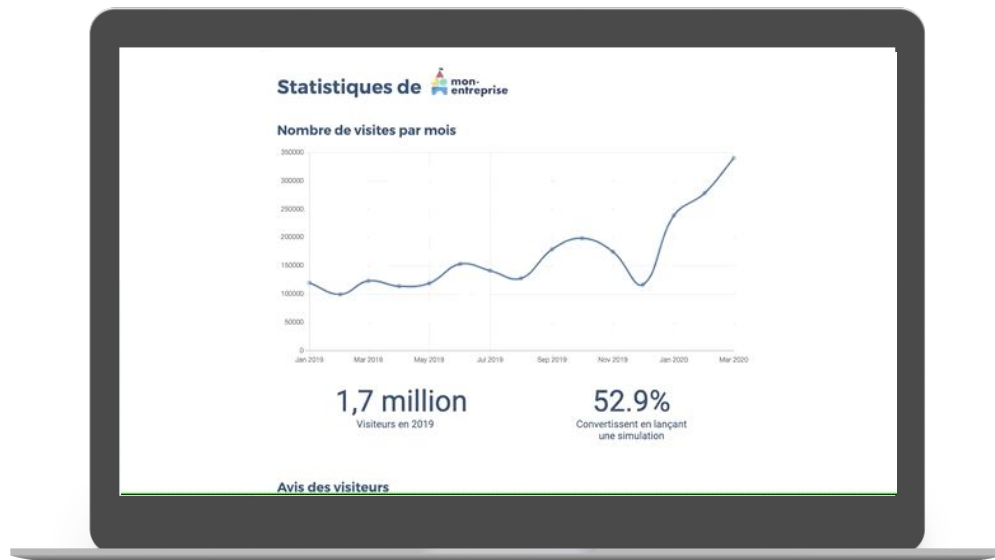 Statistiques de mon-
entreprise
Nombre de visites par mois
350000
300000
250000
200000
150000
100000
50000
0
Jan 2019 Mar 2019 May 2019 Jul 2019 Sep 2019 Nov 2019 Jan 2020 Mar 2020
1,7 million
Visiteurs en 2019
52.9%
Convertissent en lançant
une simulation
Avis des visiteurs